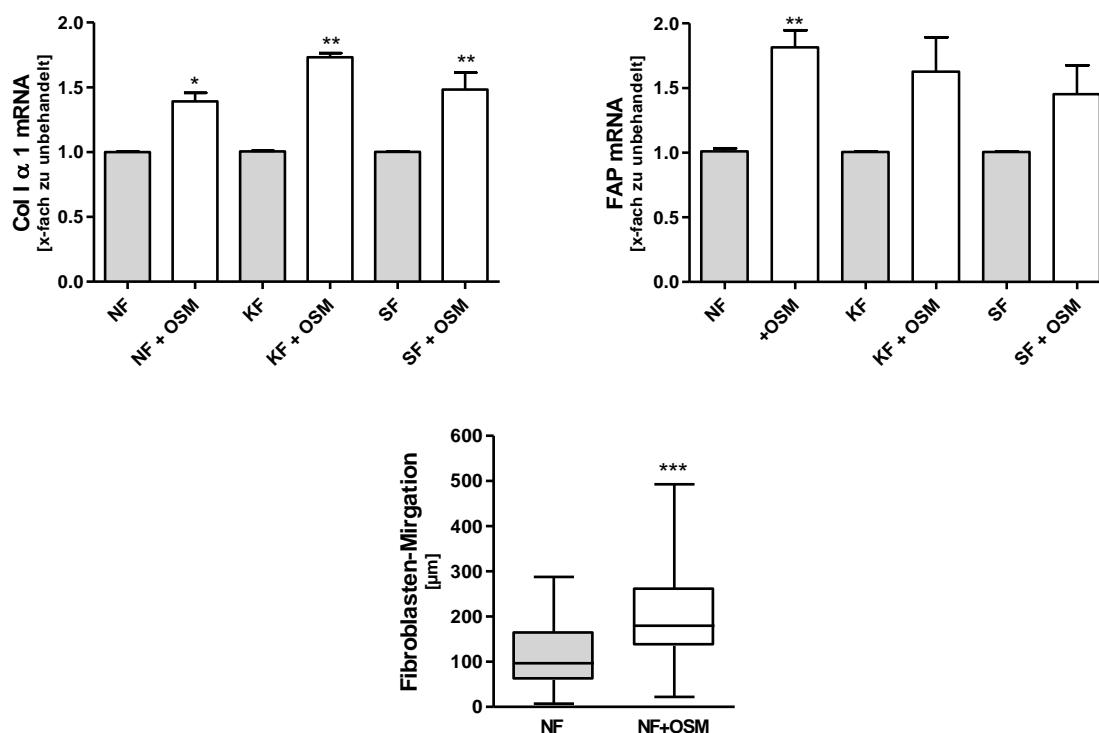 Col I α 1 mRNA
[x-fach zu unbehandelt]
2.0
1.5
1.0
0.5
0.0
*
**
**
NF
NF + OSM
KF
KF + OSM
SF
SF + OSM
FAP mRNA
[x-fach zu unbehandelt]
2.0
1.5
1.0
0.5
0.0
**
NF
+OSM
KF
KF + OSM
SF
SF + OSM
Fibroblasten-Mirgation
[µm]
600
500
400
300
200
100
0
***
NF
NF+OSM